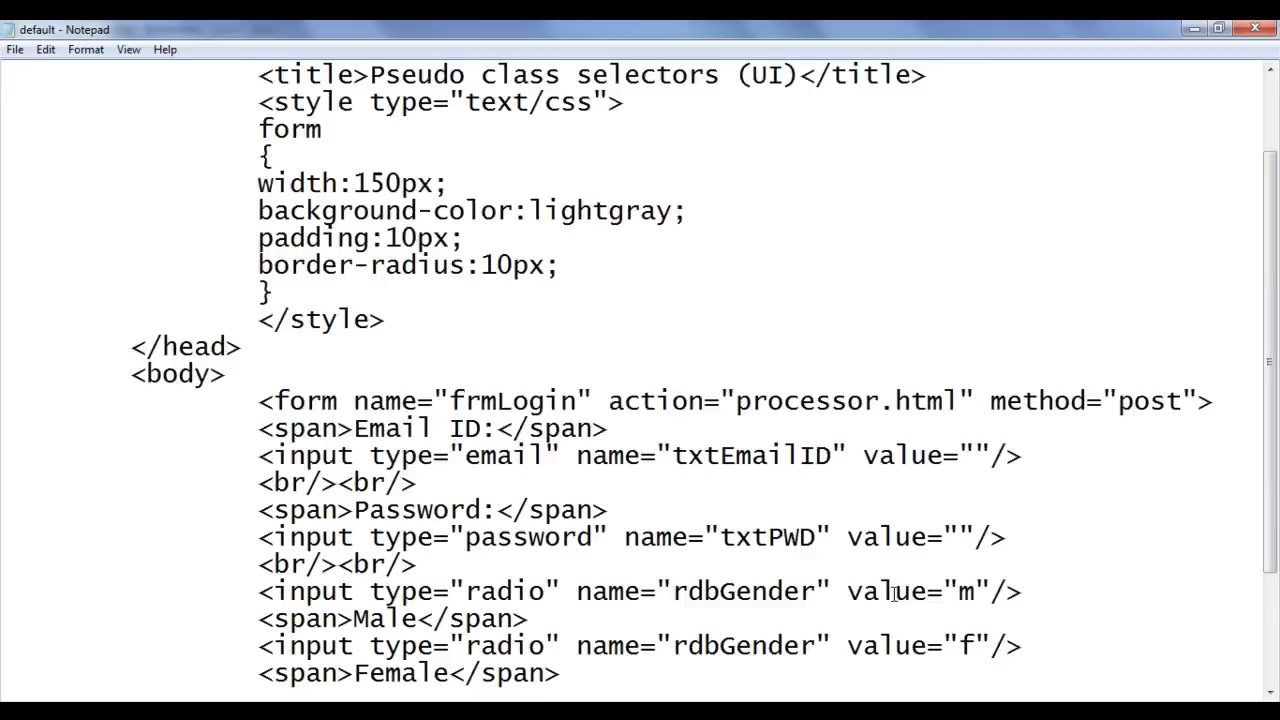 default - Notepad
File Edit Format View Help
<title>Pseudo class selectors (UI)</title>
<style type="text/css">
form
{
width:150px;
background-color:lightgray;
padding:10px;
border-radius:10px;
}
</style>
</head>
<body>
<form name="frmLogin" action="processor.html" method="post">
<span>Email ID:</span>
<input type="email" name="txtEmailID" value=""/>
<br/><br/>
<span>Password:</span>
<input type="password" name="txtPWD" value=""/>
<br/><br/>
<input type="radio" name="rdbGender" value="m"/>
<span>Male</span>
<input type="radio" name="rdbGender" value="f"/>
<span>Female</span>